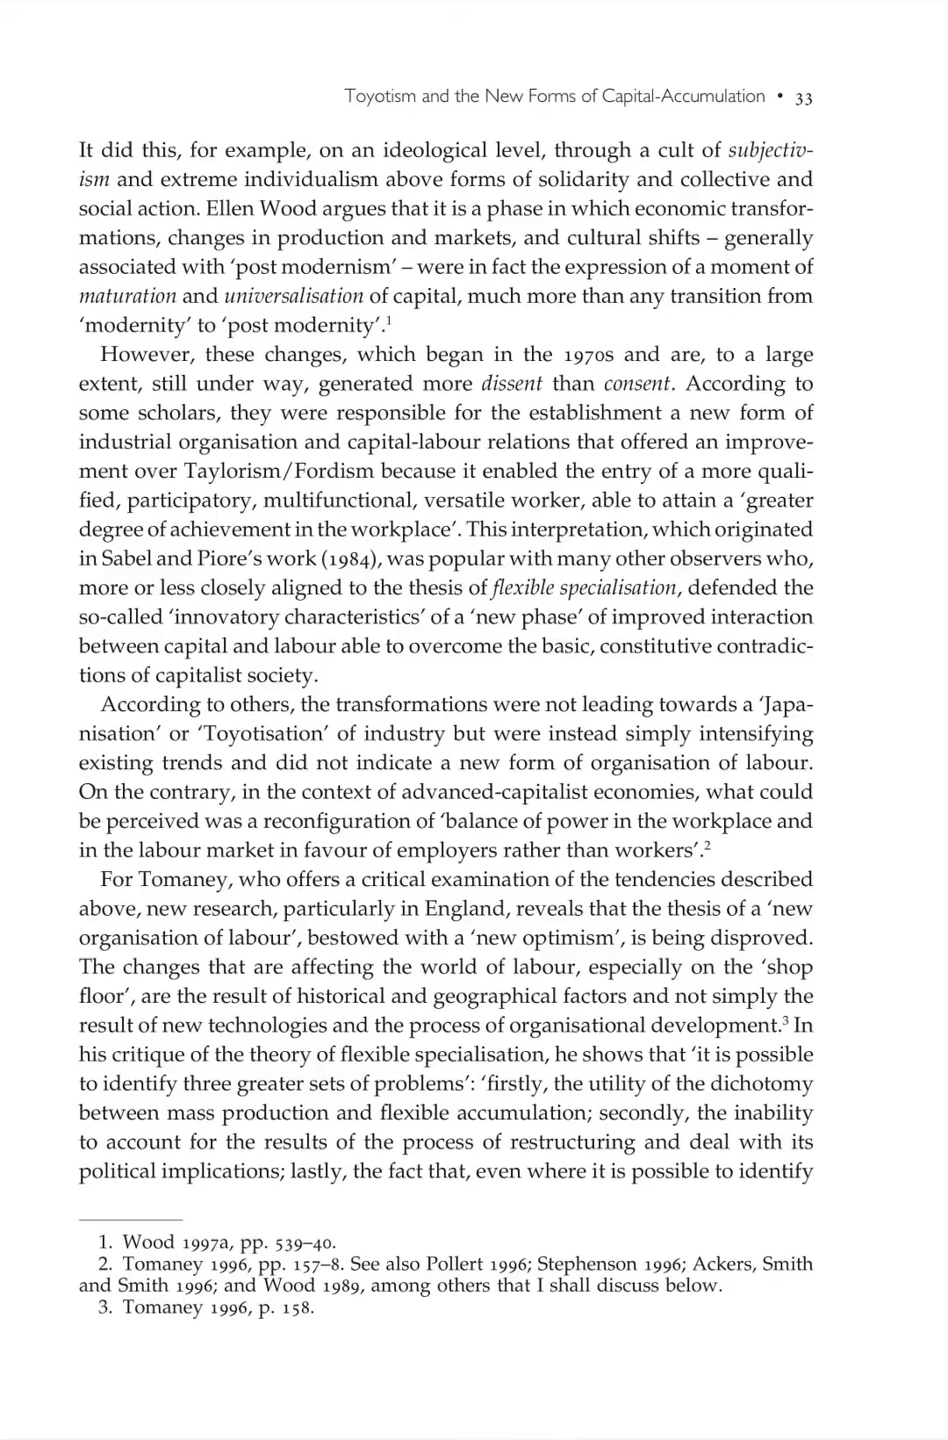 Toyotism and the New Forms of Capital-Accumulation • 33
It did this, for example, on an ideological level, through a cult of subjectiv-
ism and extreme individualism above forms of solidarity and collective and
social action. Ellen Wood argues that it is a phase in which economic transfor-
mations, changes in production and markets, and cultural shifts – generally
associated with ‘post modernism’ – were in fact the expression of a moment of
maturation and universalisation of capital, much more than any transition from
‘modernity’ to ‘post modernity’.¹
However, these changes, which began in the 1970s and are, to a large
extent, still under way, generated more dissent than consent. According to
some scholars, they were responsible for the establishment a new form of
industrial organisation and capital-labour relations that offered an improve-
ment over Taylorism/Fordism because it enabled the entry of a more quali-
fied, participatory, multifunctional, versatile worker, able to attain a ‘greater
degree of achievement in the workplace’. This interpretation, which originated
in Sabel and Piore’s work (1984), was popular with many other observers who,
more or less closely aligned to the thesis of flexible specialisation, defended the
so-called ‘innovatory characteristics’ of a ‘new phase’ of improved interaction
between capital and labour able to overcome the basic, constitutive contradic-
tions of capitalist society.
According to others, the transformations were not leading towards a ‘Japa-
nisation’ or ‘Toyotisation’ of industry but were instead simply intensifying
existing trends and did not indicate a new form of organisation of labour.
On the contrary, in the context of advanced-capitalist economies, what could
be perceived was a reconfiguration of ‘balance of power in the workplace and
in the labour market in favour of employers rather than workers’.²
For Tomaney, who offers a critical examination of the tendencies described
above, new research, particularly in England, reveals that the thesis of a ‘new
organisation of labour’, bestowed with a ‘new optimism’, is being disproved.
The changes that are affecting the world of labour, especially on the ‘shop
floor’, are the result of historical and geographical factors and not simply the
result of new technologies and the process of organisational development.³ In
his critique of the theory of flexible specialisation, he shows that ‘it is possible
to identify three greater sets of problems’: ‘firstly, the utility of the dichotomy
between mass production and flexible accumulation; secondly, the inability
to account for the results of the process of restructuring and deal with its
political implications; lastly, the fact that, even where it is possible to identify
1. Wood 1997a, pp. 539–40.
2. Tomaney 1996, pp. 157–8. See also Pollert 1996; Stephenson 1996; Ackers, Smith
and Smith 1996; and Wood 1989, among others that I shall discuss below.
3. Tomaney 1996, p. 158.